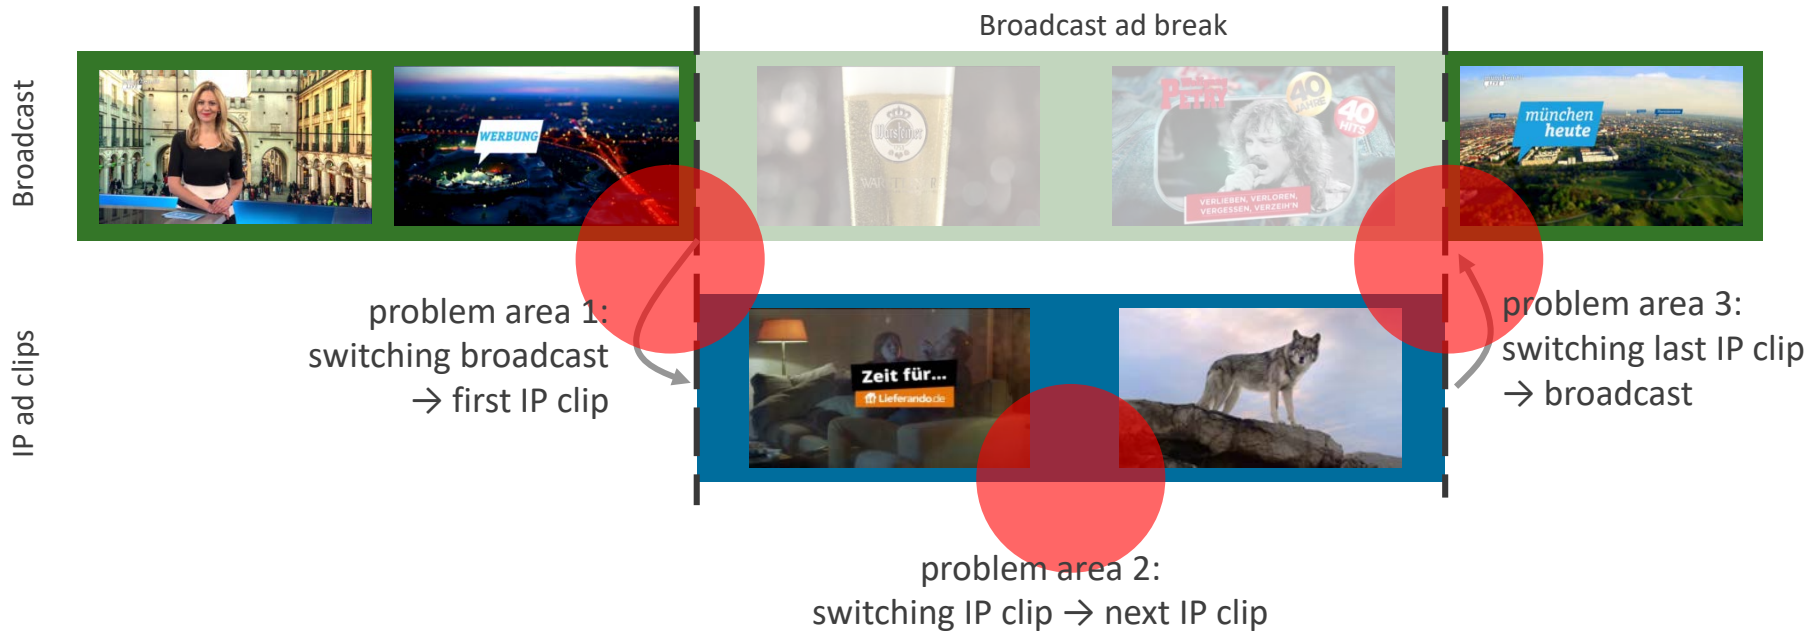 Broadcast ad break
Broadcast
WERBUNG
Warsteiner
PETRY
40
JAHRE
40
HITS
VERLIEBEN, VERLOREN,
VERGESSEN, VERZEIH'N
münchen
heute
problem area 1:
switching broadcast
→ first IP clip
IP ad clips
Zeit für...
Lieferando.de
problem area 3:
switching last IP clip
→ broadcast
problem area 2:
switching IP clip → next IP clip